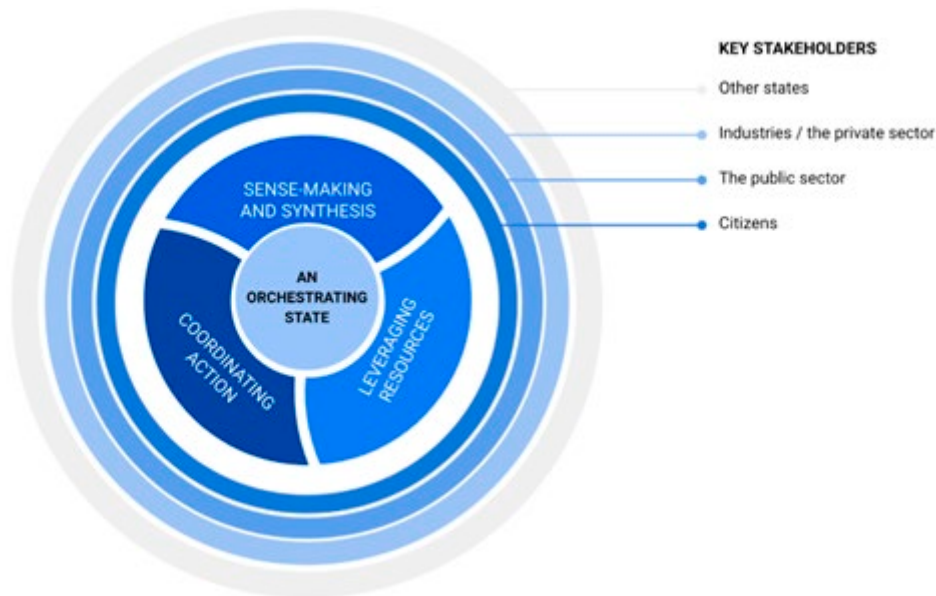 KEY STAKEHOLDERS
Other states
Industries / the private sector
The public sector
Citizens
SENSE-MAKING
AND SYNTHESIS
AN
ORCHESTRATING
STATE
COORDINATING
ACTION
LEVERAGING
RESOURCES